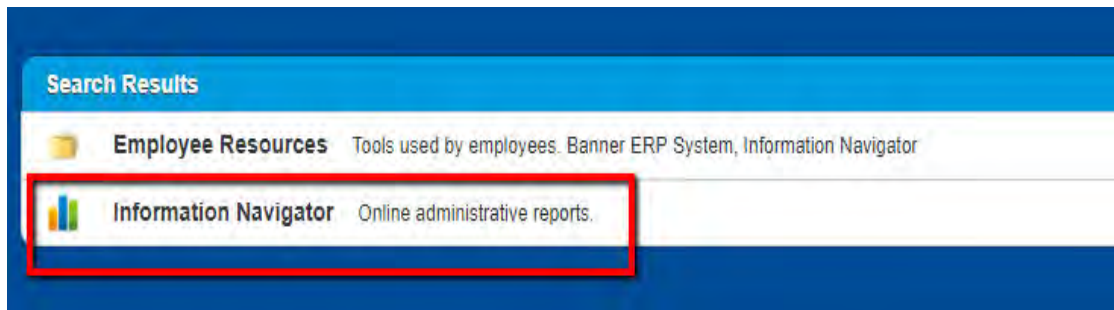 Search Results
Employee Resources Tools used by employees. Banner ERP System, Information Navigator
Information Navigator Online administrative reports.